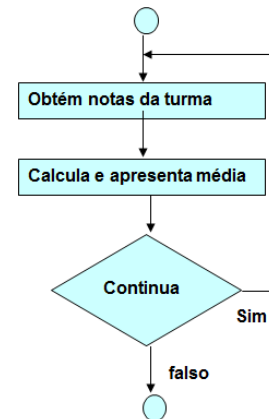 Obtém notas da turma
Calcula e apresenta média
Continua
Sim
falso